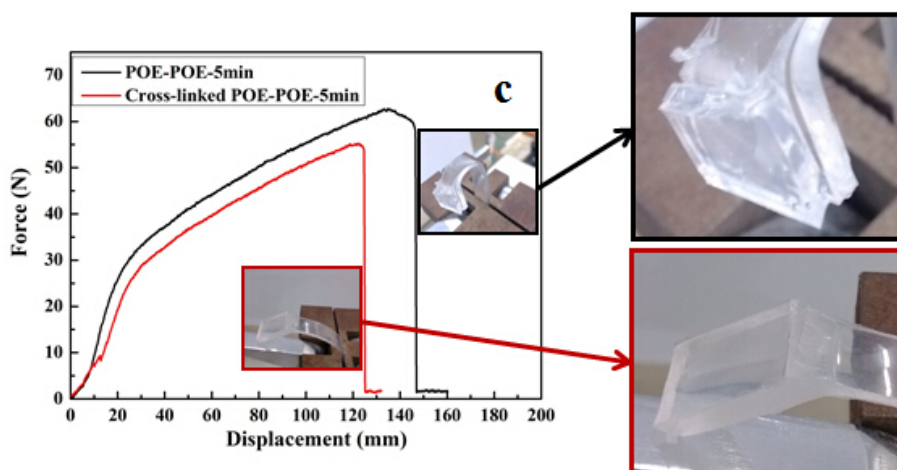 70
60
50
40
30
20
10
0
Force (N)
POE-POE-5min
Cross-linked POE-POE-5min
c
0 20 40 60 80 100 120 140 160 180 200
Displacement (mm)